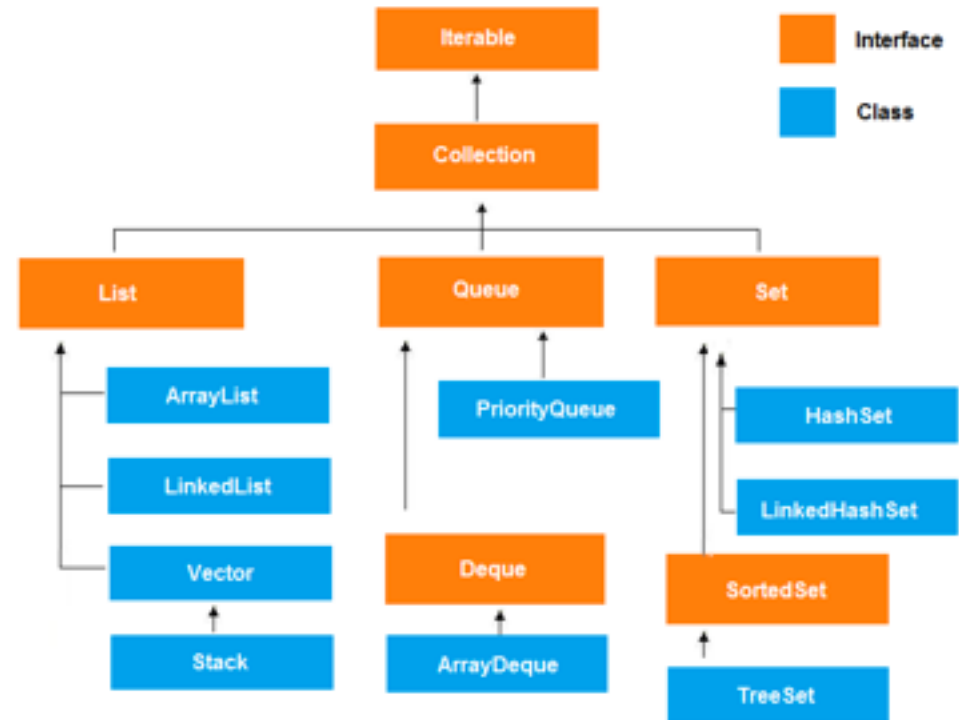 Iterable
Interface
Class
Collection
List
Queue
Set
ArrayList
PriorityQueue
HashSet
LinkedList
LinkedHashSet
Vector
Deque
SortedSet
Stack
ArrayDeque
TreeSet